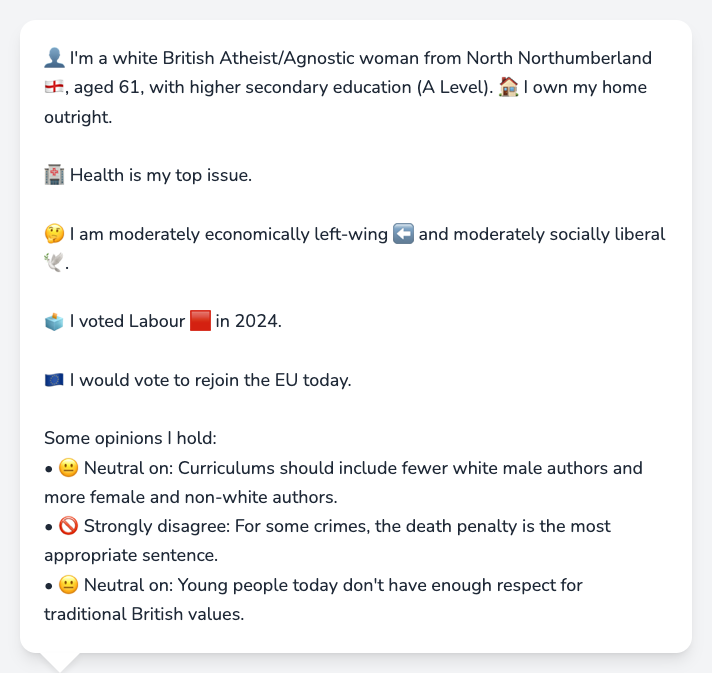 👤 I'm a white British Atheist/Agnostic woman from North Northumberland
🏴󠁧󠁢󠁥󠁮󠁧󠁿, aged 61, with higher secondary education (A Level). 🏠 I own my home
outright.
🏥 Health is my top issue.
🤔 I am moderately economically left-wing ⬅️ and moderately socially liberal
🕊️.
🗳️ I voted Labour 🟥 in 2024.
🇪🇺 I would vote to rejoin the EU today.
Some opinions I hold:
• 😐 Neutral on: Curriculums should include fewer white male authors and
more female and non-white authors.
• 🚫 Strongly disagree: For some crimes, the death penalty is the most
appropriate sentence.
• 😐 Neutral on: Young people today don't have enough respect for
traditional British values.